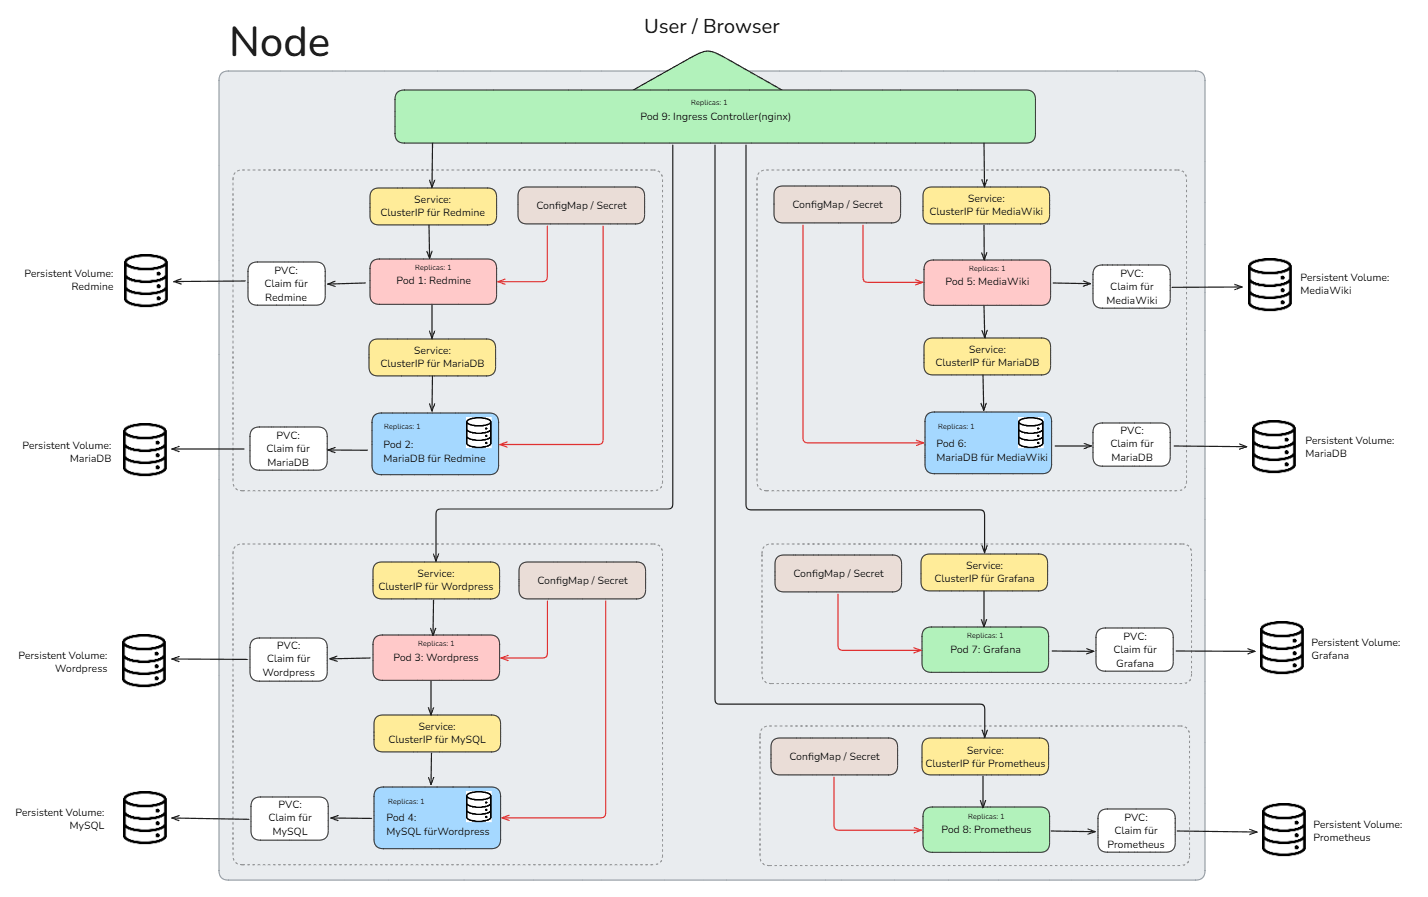 User / Browser
Node
Replicas: 1
Pod 9: Ingress Controller(nginx)
Service:
ClusterIP für Redmine
ConfigMap / Secret
Replicas: 1
Pod 1: Redmine
PVC:
Claim für
Redmine
Persistent Volume:
Redmine
Service:
ClusterIP für MariaDB
Replicas: 1
Pod 2:
MariaDB für Redmine
PVC:
Claim für
MariaDB
Persistent Volume:
MariaDB
ConfigMap / Secret
Service:
ClusterIP für MediaWiki
Replicas: 1
Pod 5: MediaWiki
PVC:
Claim für
MediaWiki
Persistent Volume:
MediaWiki
Service:
ClusterIP für MariaDB
Replicas: 1
Pod 6:
MariaDB für MediaWiki
PVC:
Claim für
MariaDB
Persistent Volume:
MariaDB
Service:
ClusterIP für Wordpress
ConfigMap / Secret
Replicas: 1
Pod 3: Wordpress
PVC:
Claim für
Wordpress
Persistent Volume:
Wordpress
Service:
ClusterIP für MySQL
Replicas: 1
Pod 4:
MySQL fürWordpress
PVC:
Claim für
MySQL
Persistent Volume:
MySQL
ConfigMap / Secret
Service:
ClusterIP für Grafana
Replicas: 1
Pod 7: Grafana
PVC:
Claim für
Grafana
Persistent Volume:
Grafana
ConfigMap / Secret
Service:
ClusterIP für Prometheus
Replicas: 1
Pod 8: Prometheus
PVC:
Claim für
Prometheus
Persistent Volume:
Prometheus